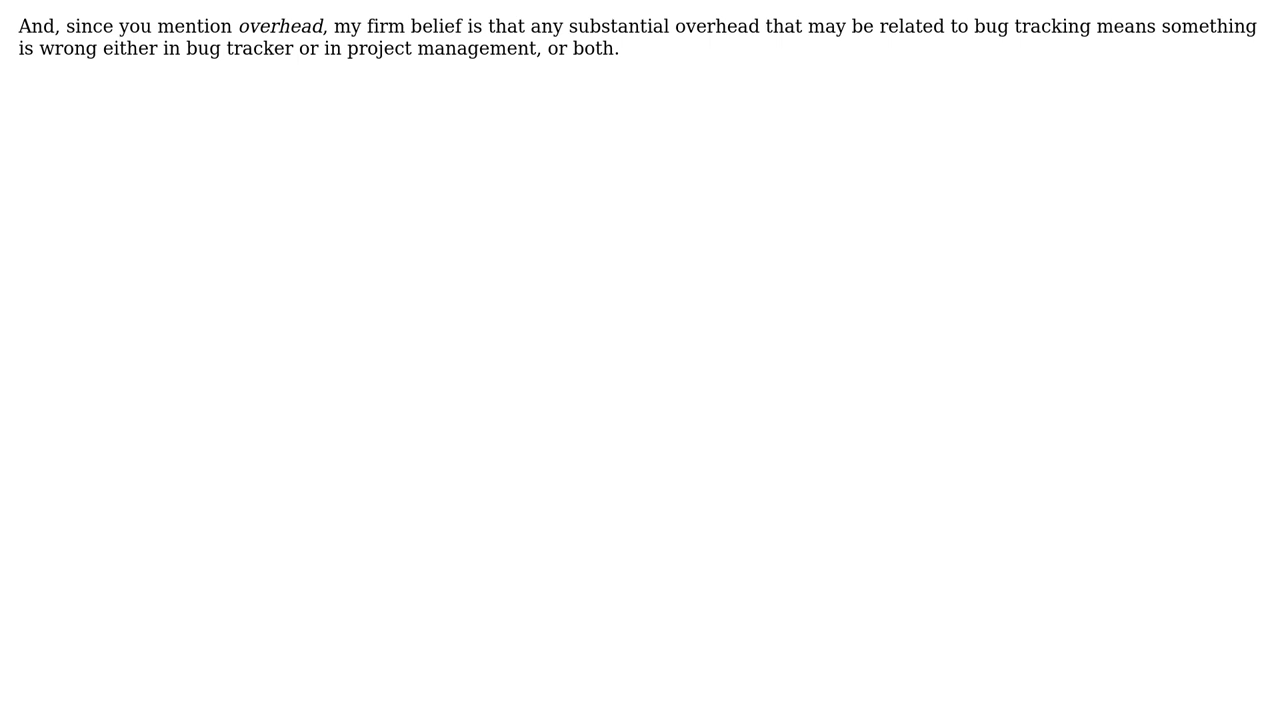 And, since you mention overhead, my firm belief is that any substantial overhead that may be related to bug tracking means something
is wrong either in bug tracker or in project management, or both.